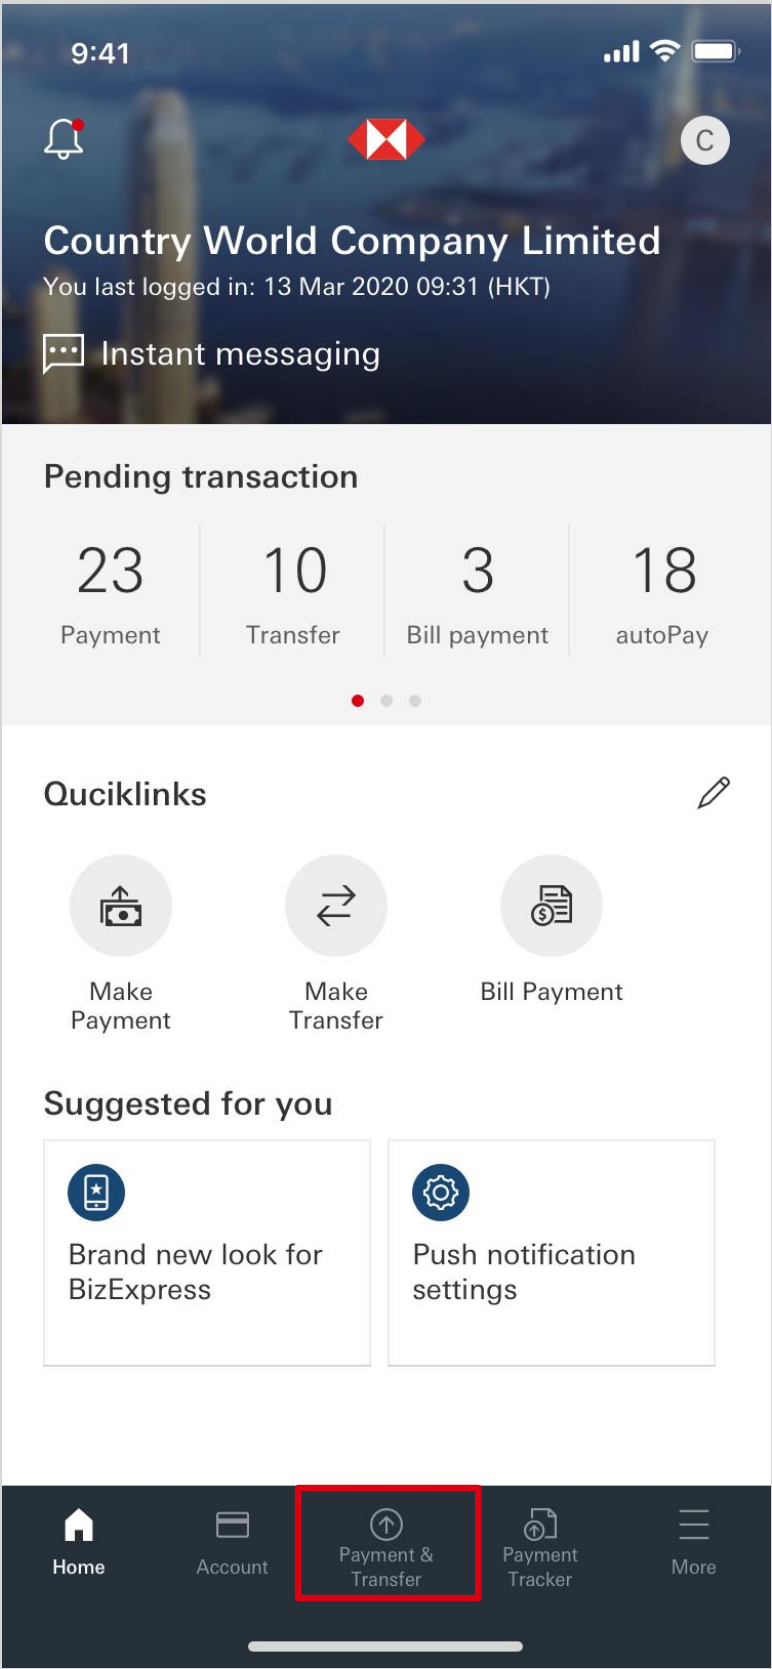 9:41
C
Country World Company Limited
You last logged in: 13 Mar 2020 09:31 (HKT)
Instant messaging
Pending transaction
23 10 3 18
Payment Transfer Bill payment autoPay
Quciklinks
Make Make Bill Payment
Payment Transfer
Suggested for you
Brand new look for Push notification
BizExpress settings
Home Account Payment & Payment More
Transfer Tracker